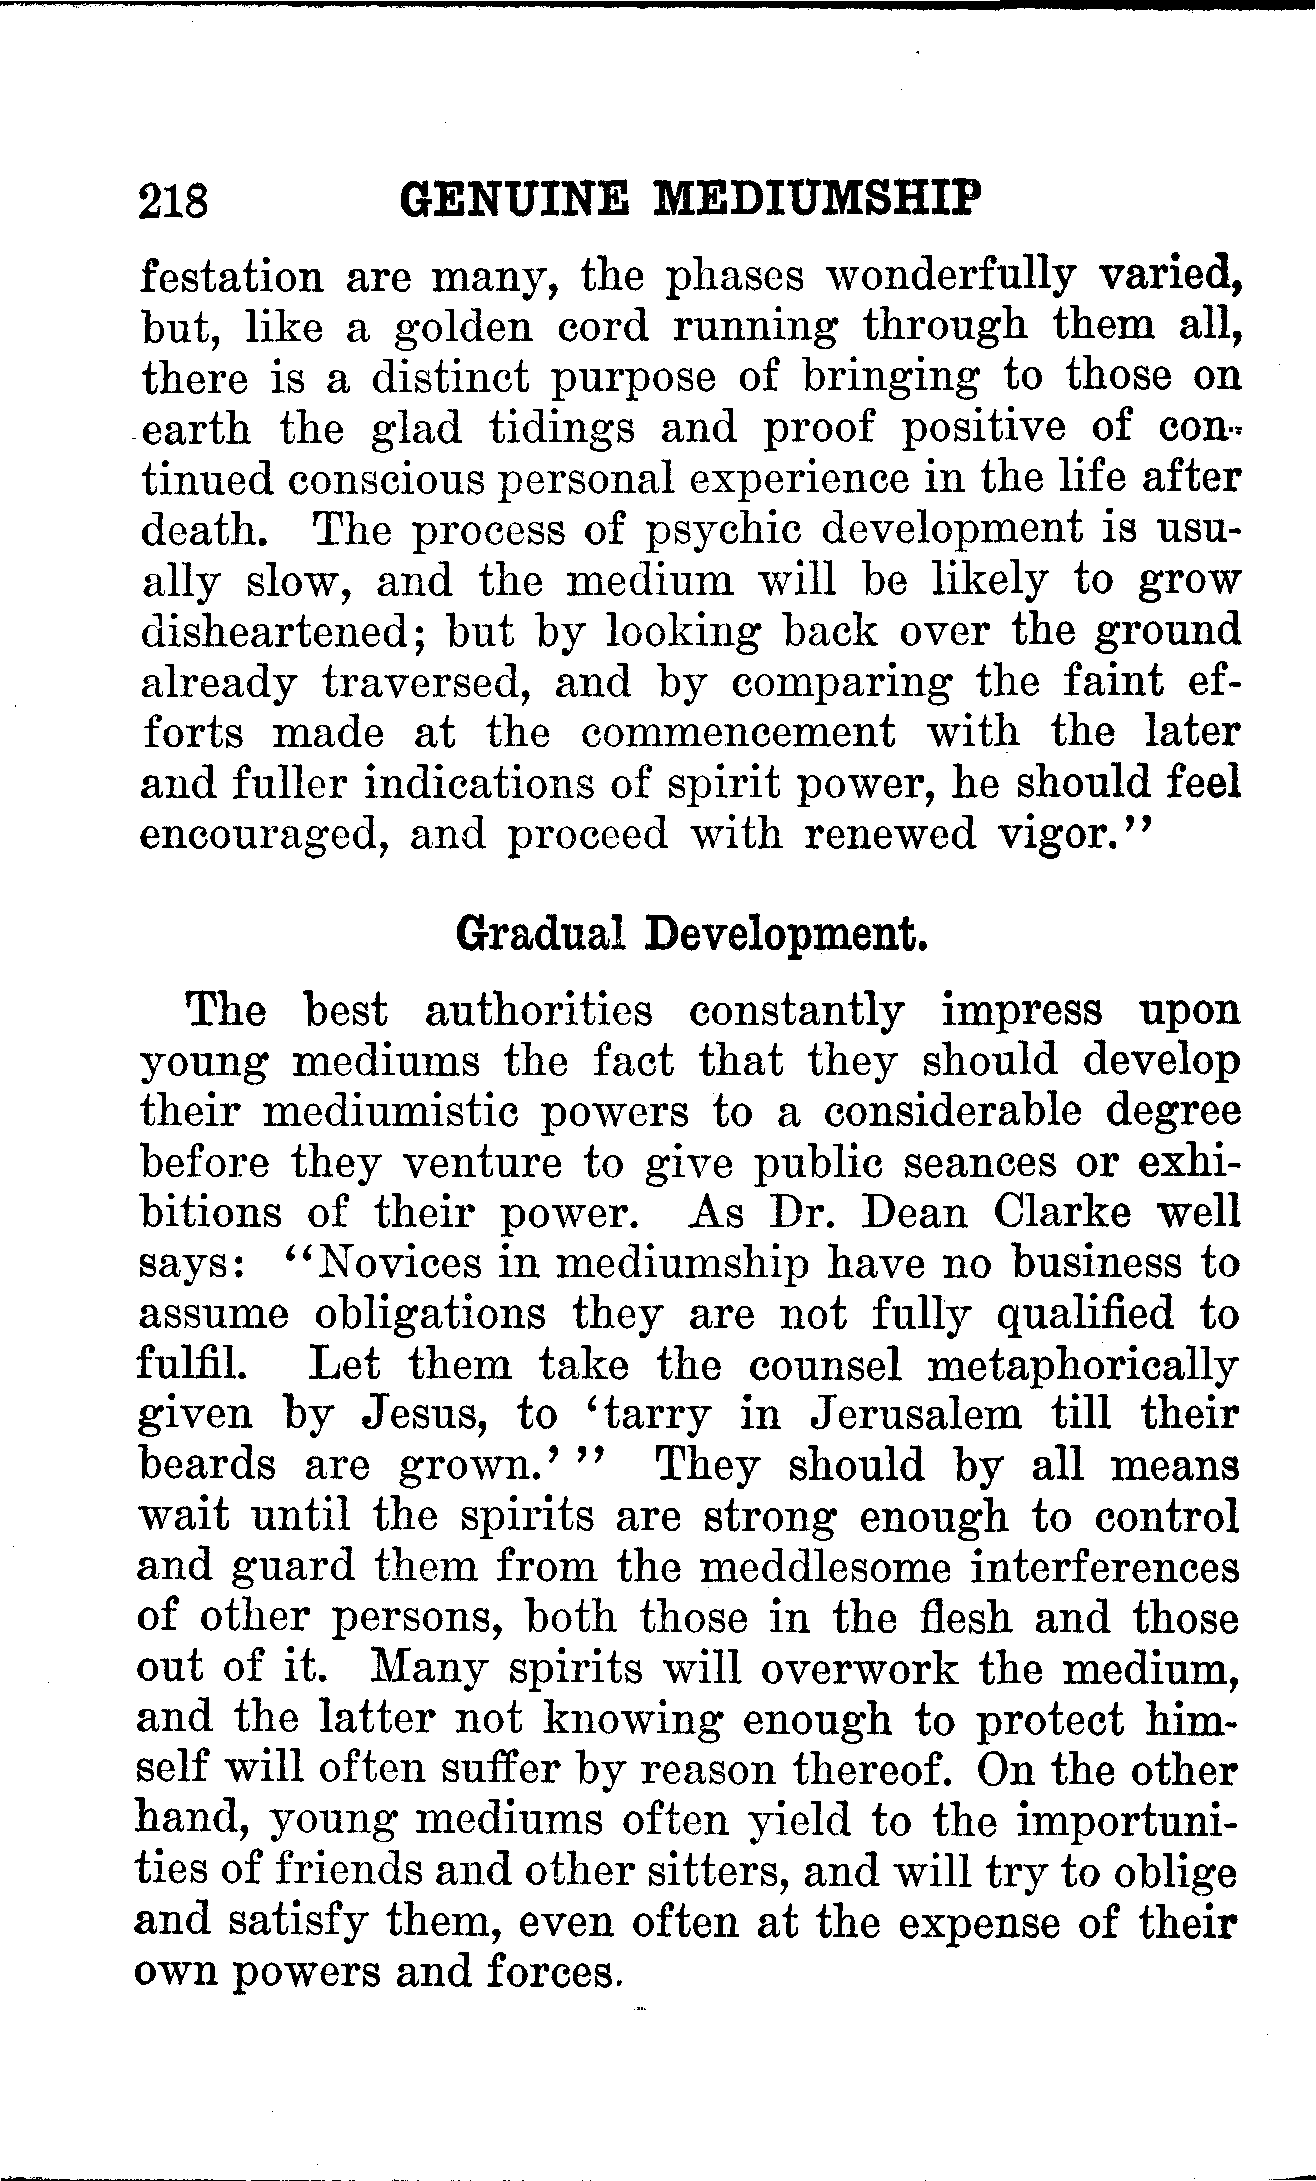 218 GENUINE MEDIUMSHIP
festation are many, the phases wonderfully varied,
but, like a golden cord running through them all,
there is a distinct purpose of bringing to those on
earth the glad tidings and proof positive of con-
tinued conscious personal experience in the life after
death. The process of psychic development is usu-
ally slow, and the medium will be likely to grow
disheartened; but by looking back over the ground
already traversed, and by comparing the faint ef-
forts made at the commencement with the later
and fuller indications of spirit power, he should feel
encouraged, and proceed with renewed vigor.''
Gradual Development.
The best authorities constantly impress upon
young mediums the fact that they should develop
their mediumistic powers to a considerable degree
before they venture to give public seances or exhi-
bitions of their power. As Dr. Dean Clarke well
says: ‘‘Novices in mediumship have no business to
assume obligations they are not fully qualified to
fulfil. Let them take the counsel metaphorically
given by Jesus, to ‘tarry in Jerusalem till their
beards are grown.’ ’’ They should by all means
wait until the spirits are strong enough to control
and guard them from the meddlesome interferences
of other persons, both those in the flesh and those
out of it. Many spirits will overwork the medium,
and the latter not knowing enough to protect him-
self will often suffer by reason thereof. On the other
hand, young mediums often yield to the importuni-
ties of friends and other sitters, and will try to oblige
and satisfy them, even often at the expense of their
own powers and forces.